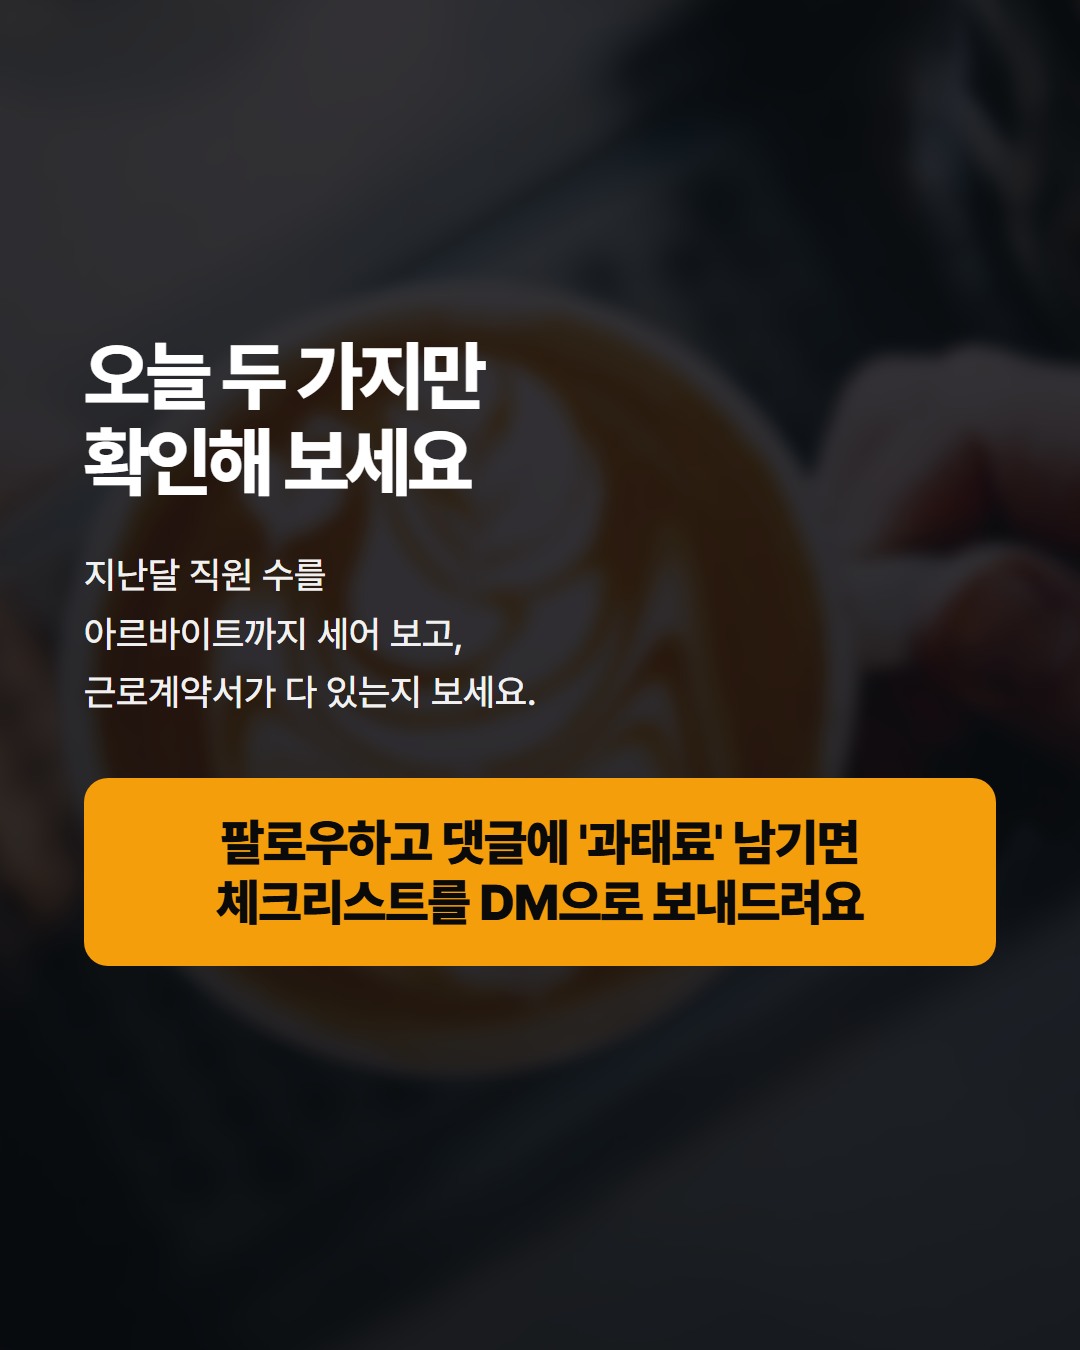 오늘 두 가지만
확인해 보세요
지난달 직원 수를
아르바이트까지 세어 보고,
근로계약서가 다 있는지 보세요.
팔로우하고 댓글에 '과태료' 남기면
체크리스트를 DM으로 보내드려요